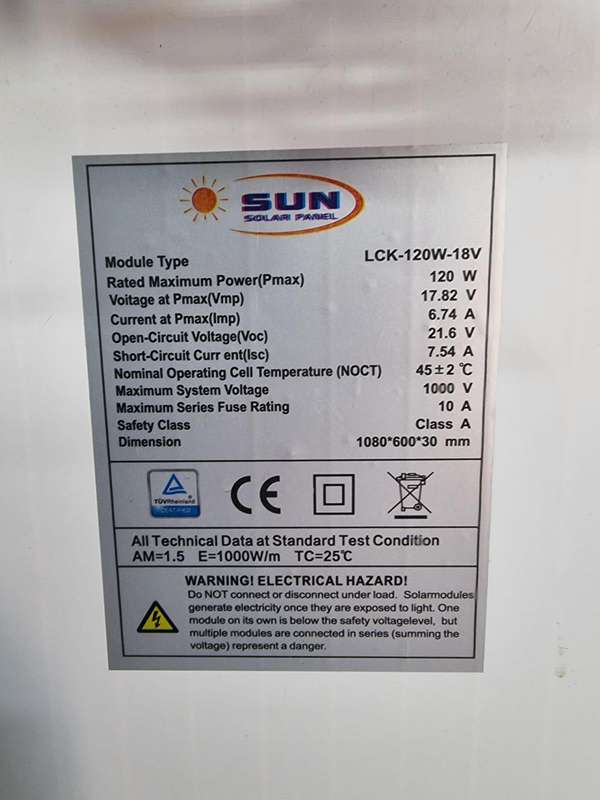 SUN
SOLAR PANEL
Module Type LCK-120W-18V
Rated Maximum Power(Pmax) 120 W
Voltage at Pmax(Vmp) 17.82 V
Current at Pmax(Imp) 6.74 A
Open-Circuit Voltage(Voc) 21.6 V
Short-Circuit Curr ent(Isc) 7.54 A
Nominal Operating Cell Temperature (NOCT) 45±2 ℃
Maximum System Voltage 1000 V
Maximum Series Fuse Rating 10 A
Safety Class Class A
Dimension 1080*600*30 mm
TÜVRheinland
CERTIFIED
CE
All Technical Data at Standard Test Condition
AM=1.5 E=1000W/m TC=25℃
WARNING! ELECTRICAL HAZARD!
Do NOT connect or disconnect under load. Solarmodules
generate electricity once they are exposed to light. One
module on its own is below the safety voltagelevel, but
multiple modules are connected in series (summing the
voltage) represent a danger.